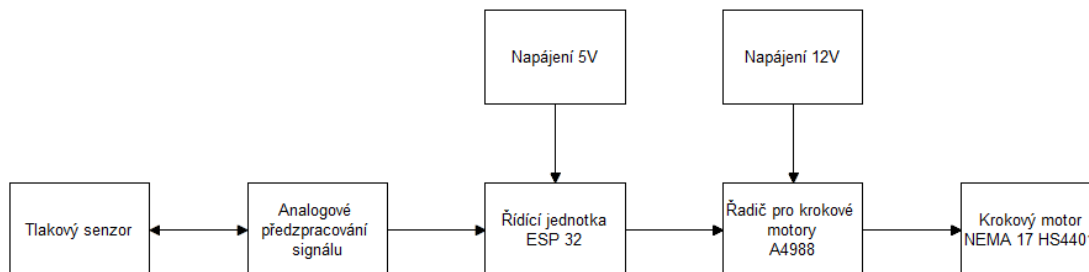 Napájení 5V
Napájení 12V
Tlakový senzor
Analogové
předzpracování
signálu
Řídící jednotka
ESP 32
Řadič pro krokové
motory
A4988
Krokový motor
NEMA 17 HS4401